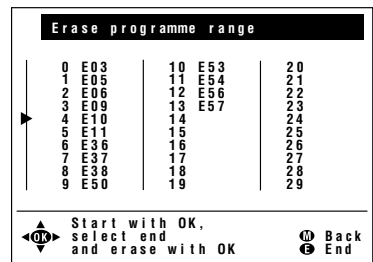 Erase programme range
0 E03 10 E53 20
1 E05 11 E54 21
2 E06 12 E56 22
3 E09 13 E57 23
4 E10 14 24
5 E11 15 25
6 E36 16 26
7 E37 17 27
8 E38 18 28
9 E50 19 29
Start with OK,
OK select end M Back
and erase with OK E End